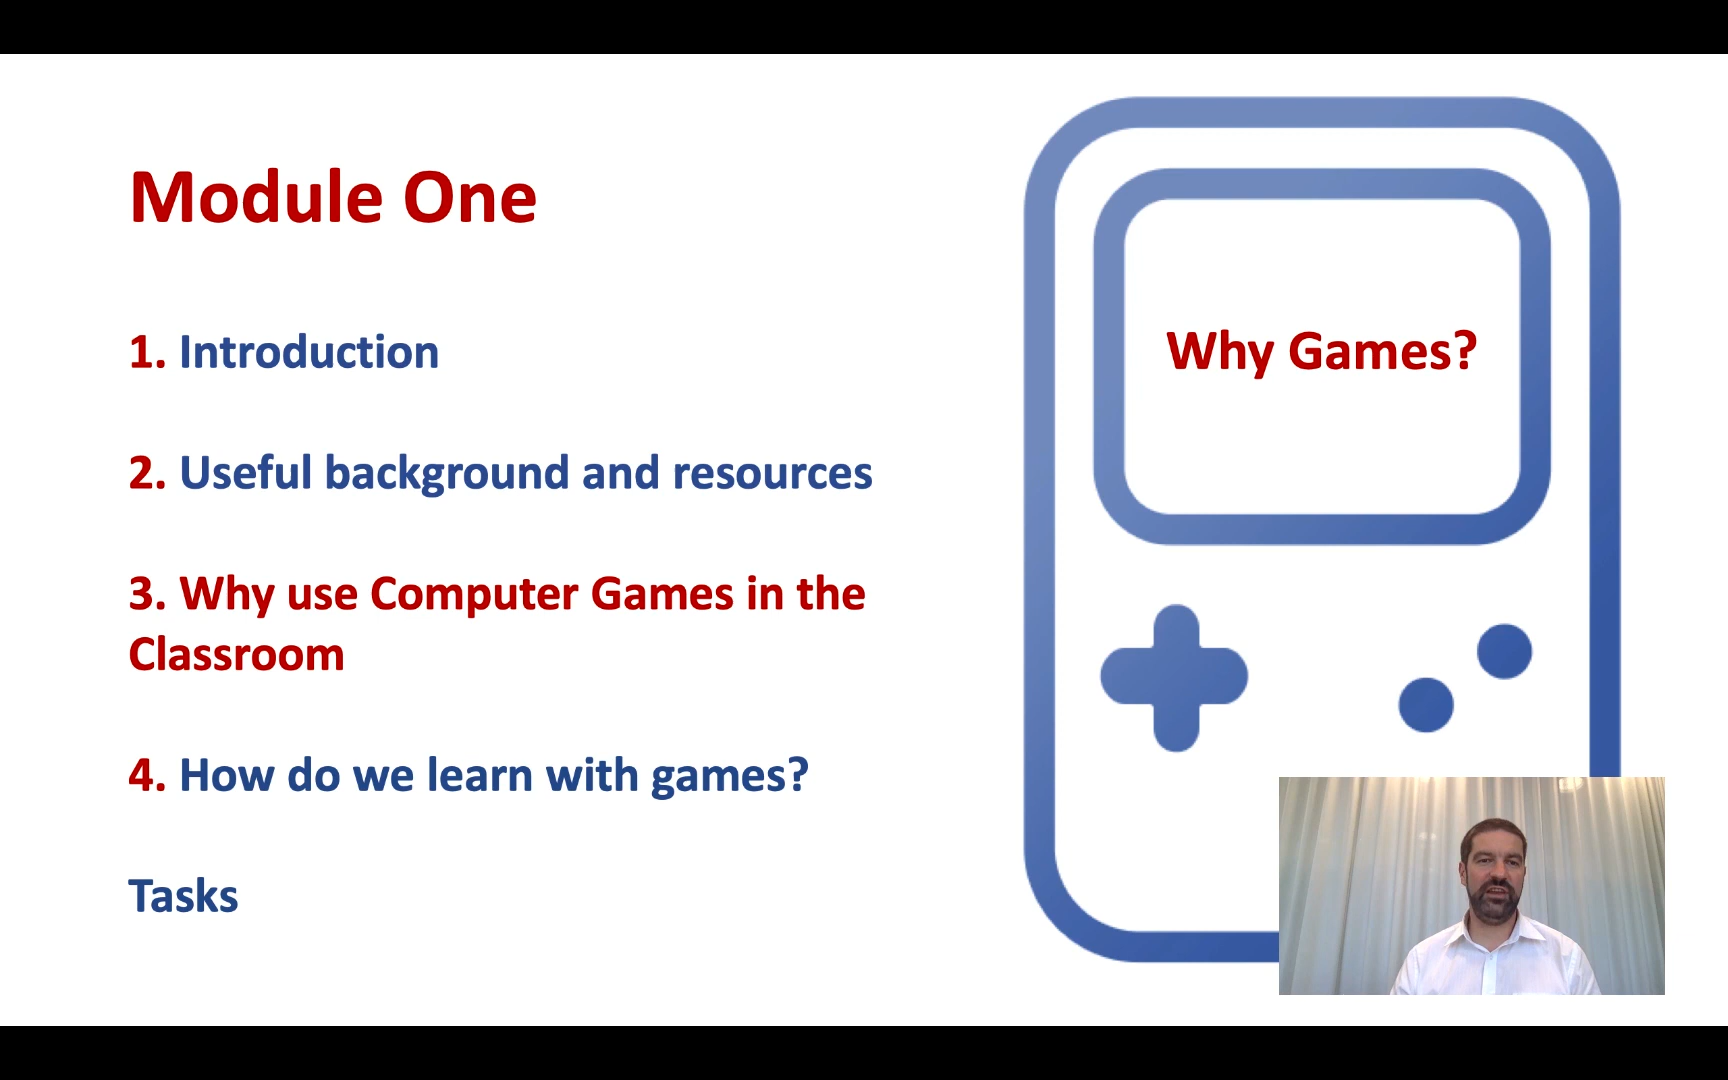 Module One
1. Introduction
2. Useful background and resources
3. Why use Computer Games in the
Classroom
4. How do we learn with games?
Tasks
Why Games?